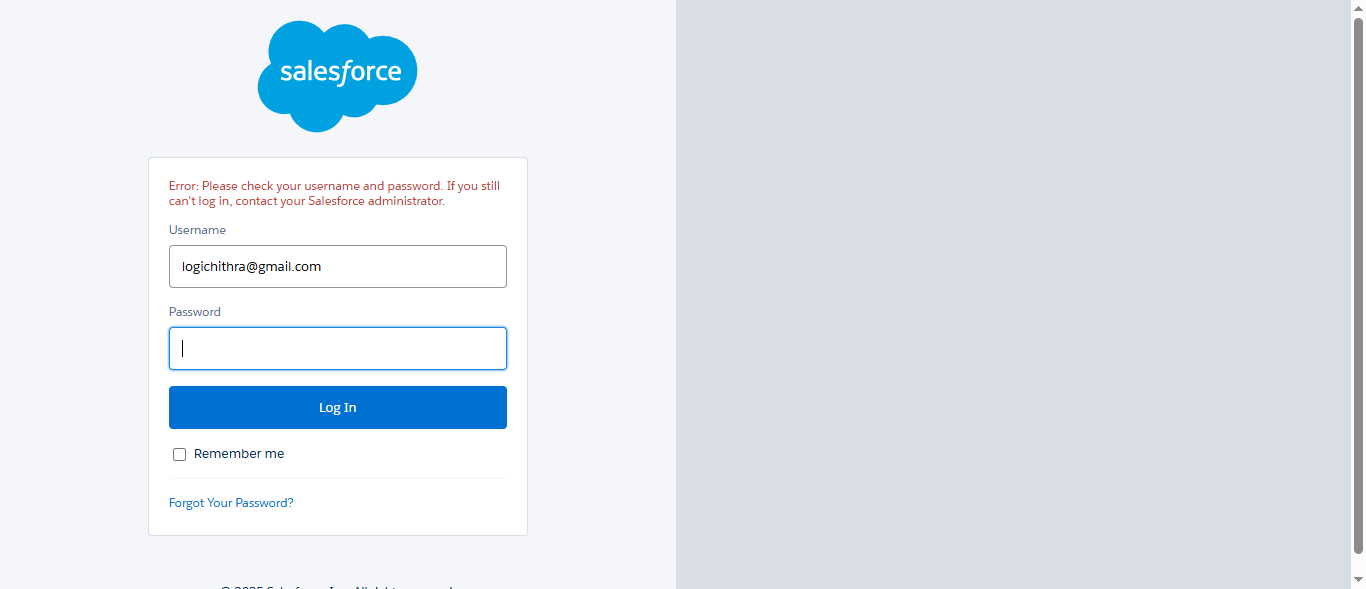 salesforce
Error: Please check your username and password. If you still
can't log in, contact your Salesforce administrator.
Username
logichithra@gmail.com
Password
Log In
Remember me
Forgot Your Password?